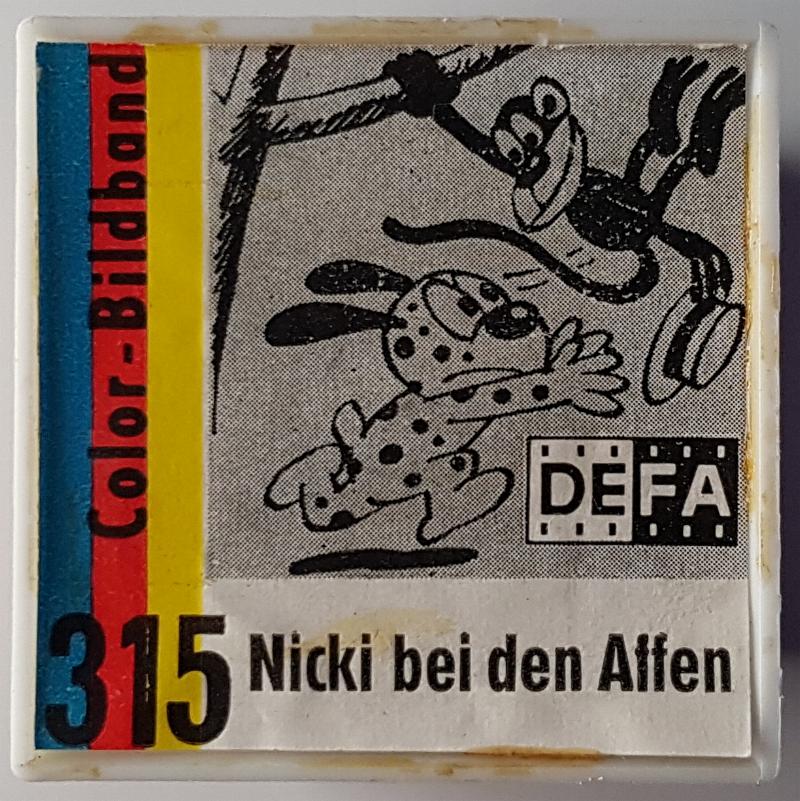 Color-Bildband
DEFA
315 Nicki bei den Affen